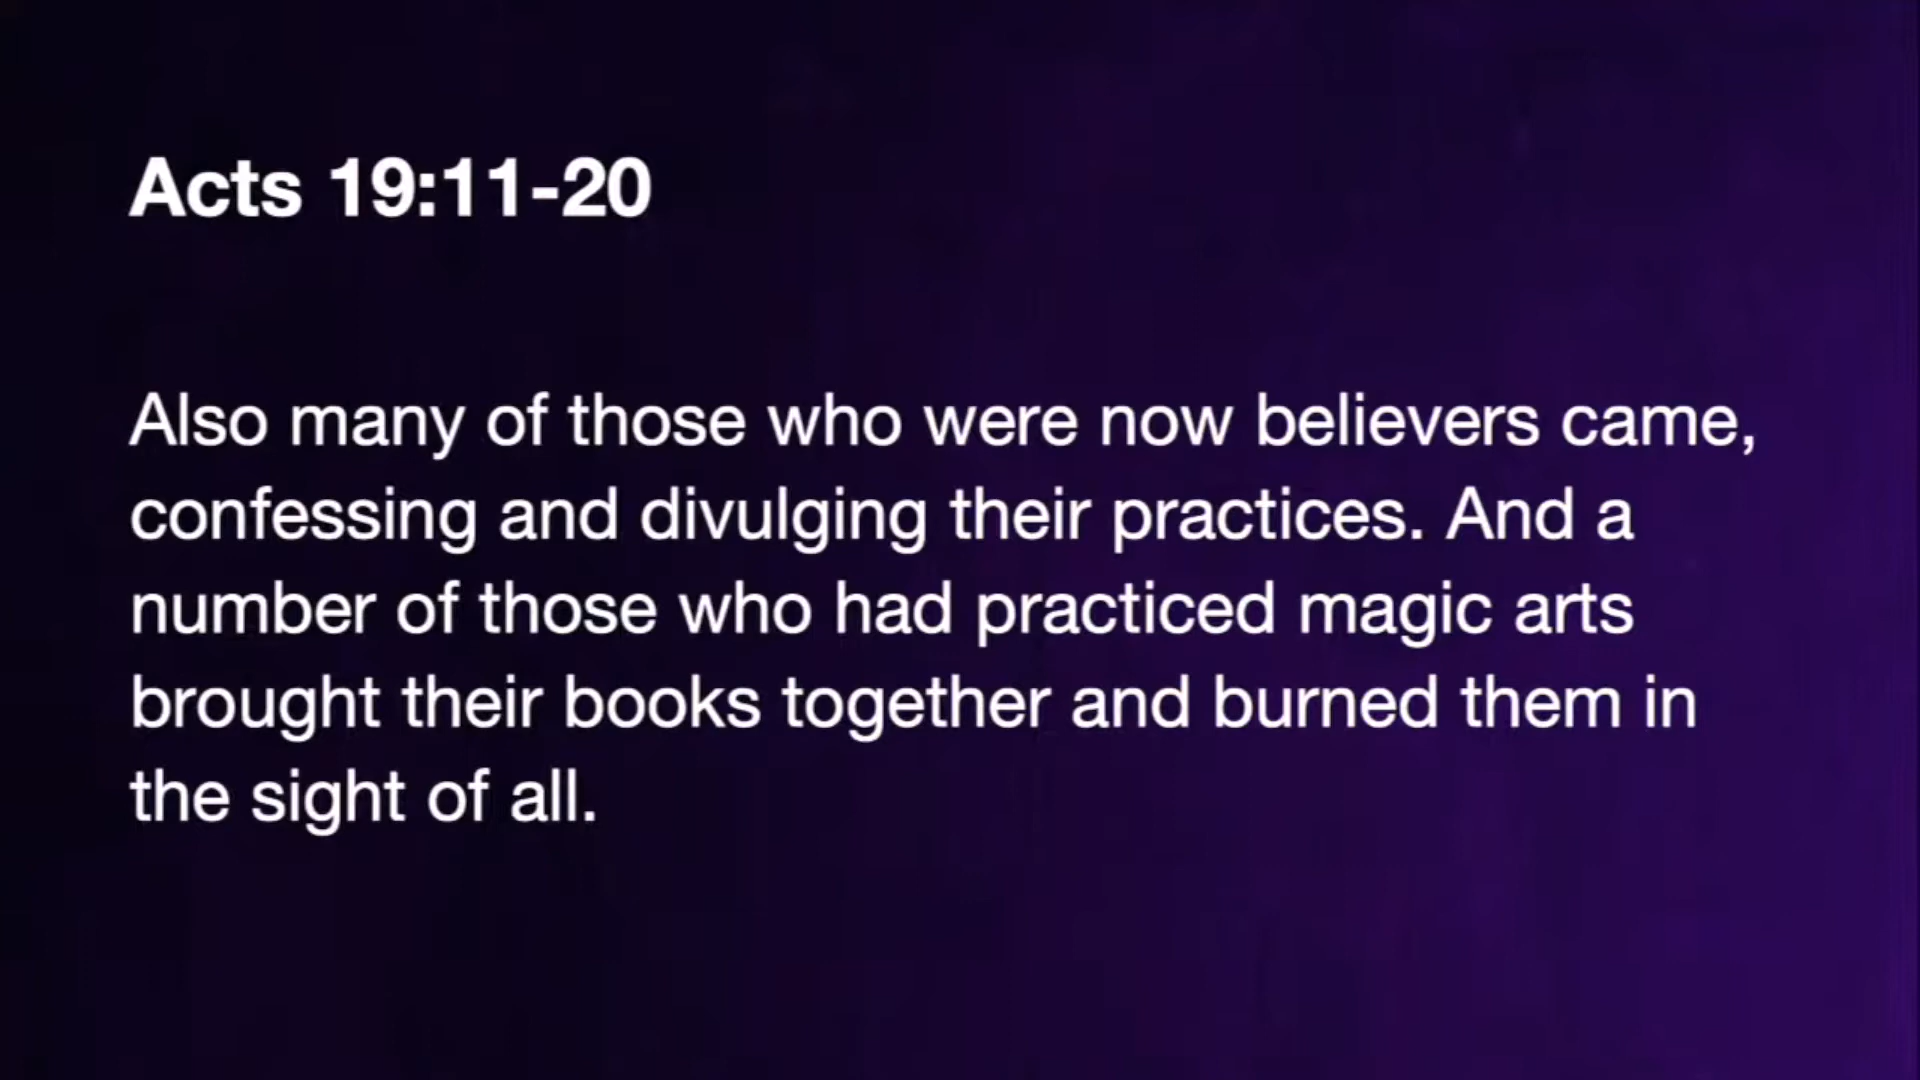 Acts 19:11-20
Also many of those who were now believers came,
confessing and divulging their practices. And a
number of those who had practiced magic arts
brought their books together and burned them in
the sight of all.